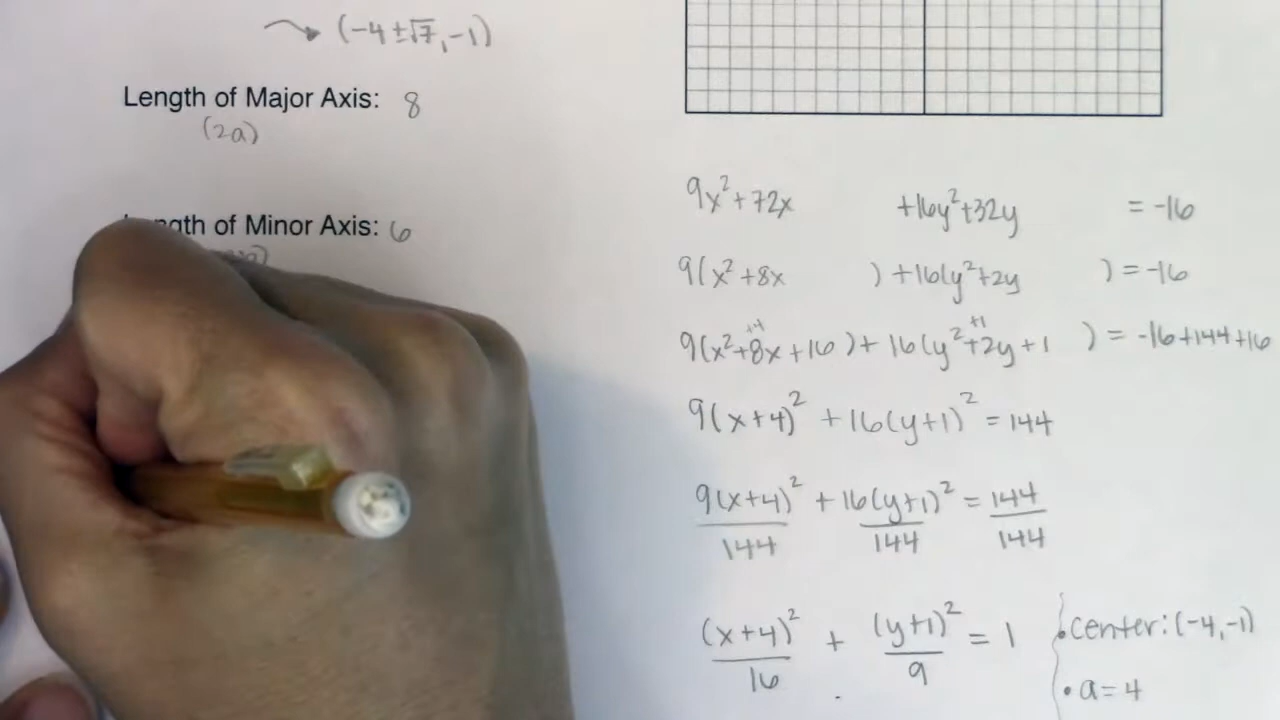 (-4±√7,-1)
Length of Major Axis: 8
(2a)
of Minor Axis: 6
9x²+72x +16y²+32y = -16
9(x²+8x ) +16(y²+2y ) = -16
+4 +1
9(x²+8x+16)+ 16(y²+2y+1 ) = -16+144+16
9(x+4)² +16(y+1)² = 144
9(x+4)² +16(y+1)² = 144
144 144 144
(x+4)² + (y+1)² = 1
16 9
•center: (-4,-1)
• a=4